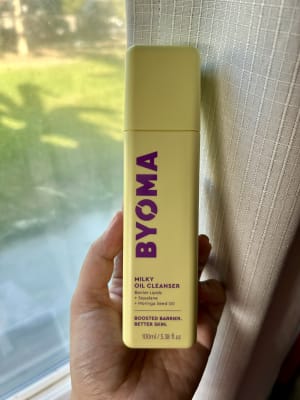 BYOMA
MILKY
OIL CLEANSER
Barrier Lipids
+ Squalane
+ Moringa Seed Oil
BOOSTED BARRIER.
BETTER SKIN.
100ml / 3.38 fl oz